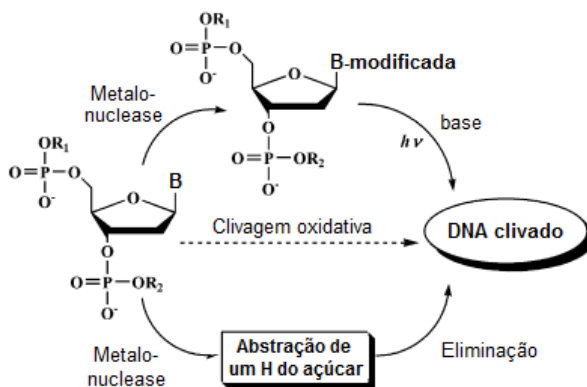 OR₁
O=P-O
O⁻
O
B-modificada
O
O=P-OR₂
O⁻
Metalo-
nuclease
hν
base
OR₁
O=P-O
O⁻
O
B
O
O=P-OR₂
O⁻
Clivagem oxidativa
DNA clivado
Metalo-
nuclease
Abstração de
um H do açúcar
Eliminação